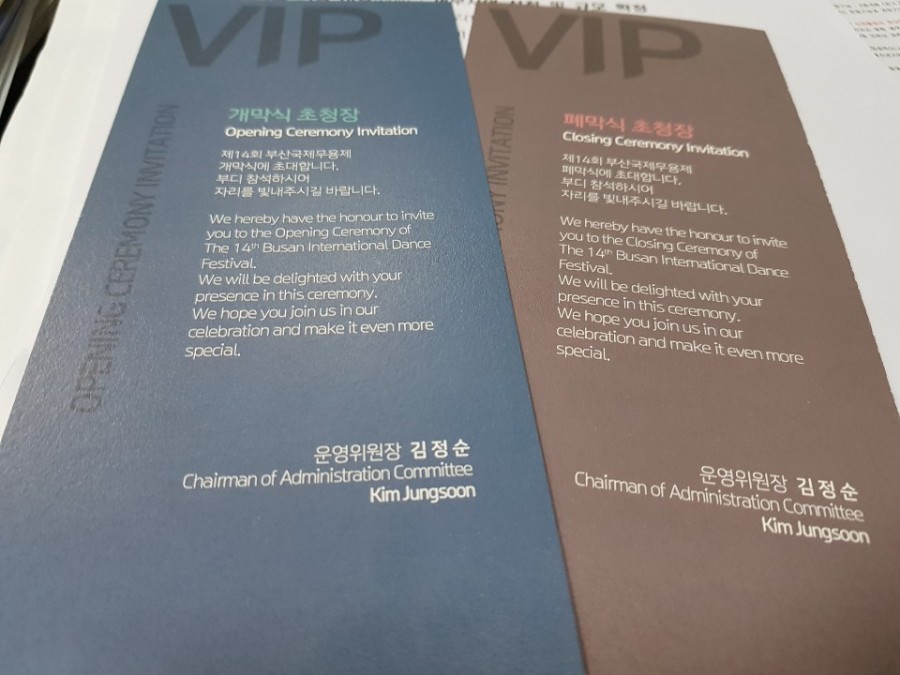 VIP
OPENING CEREMONY INVITATION
개막식 초청장
Opening Ceremony Invitation
제14회 부산국제무용제
개막식에 초대합니다.
부디 참석하시어
자리를 빛내주시길 바랍니다.
We hereby have the honour to invite
you to the Opening Ceremony of
The 14th Busan International Dance
Festival.
We will be delighted with your
presence in this ceremony.
We hope you join us in our
celebration and make it even more
special.
운영위원장 김정순
Chairman of Administration Committee
Kim Jungsoon
VIP
INVITATION
폐막식 초청장
Closing Ceremony Invitation
제14회 부산국제무용제
폐막식에 초대합니다.
부디 참석하시어
자리를 빛내주시길 바랍니다.
We hereby have the honour to invite
you to the Closing Ceremony of
The 14th Busan International Dance
Festival.
We will be delighted with your
presence in this ceremony.
We hope you join us in our
celebration and make it even more
special.
운영위원장 김정순
Chairman of Administration Committee
Kim Jungsoon